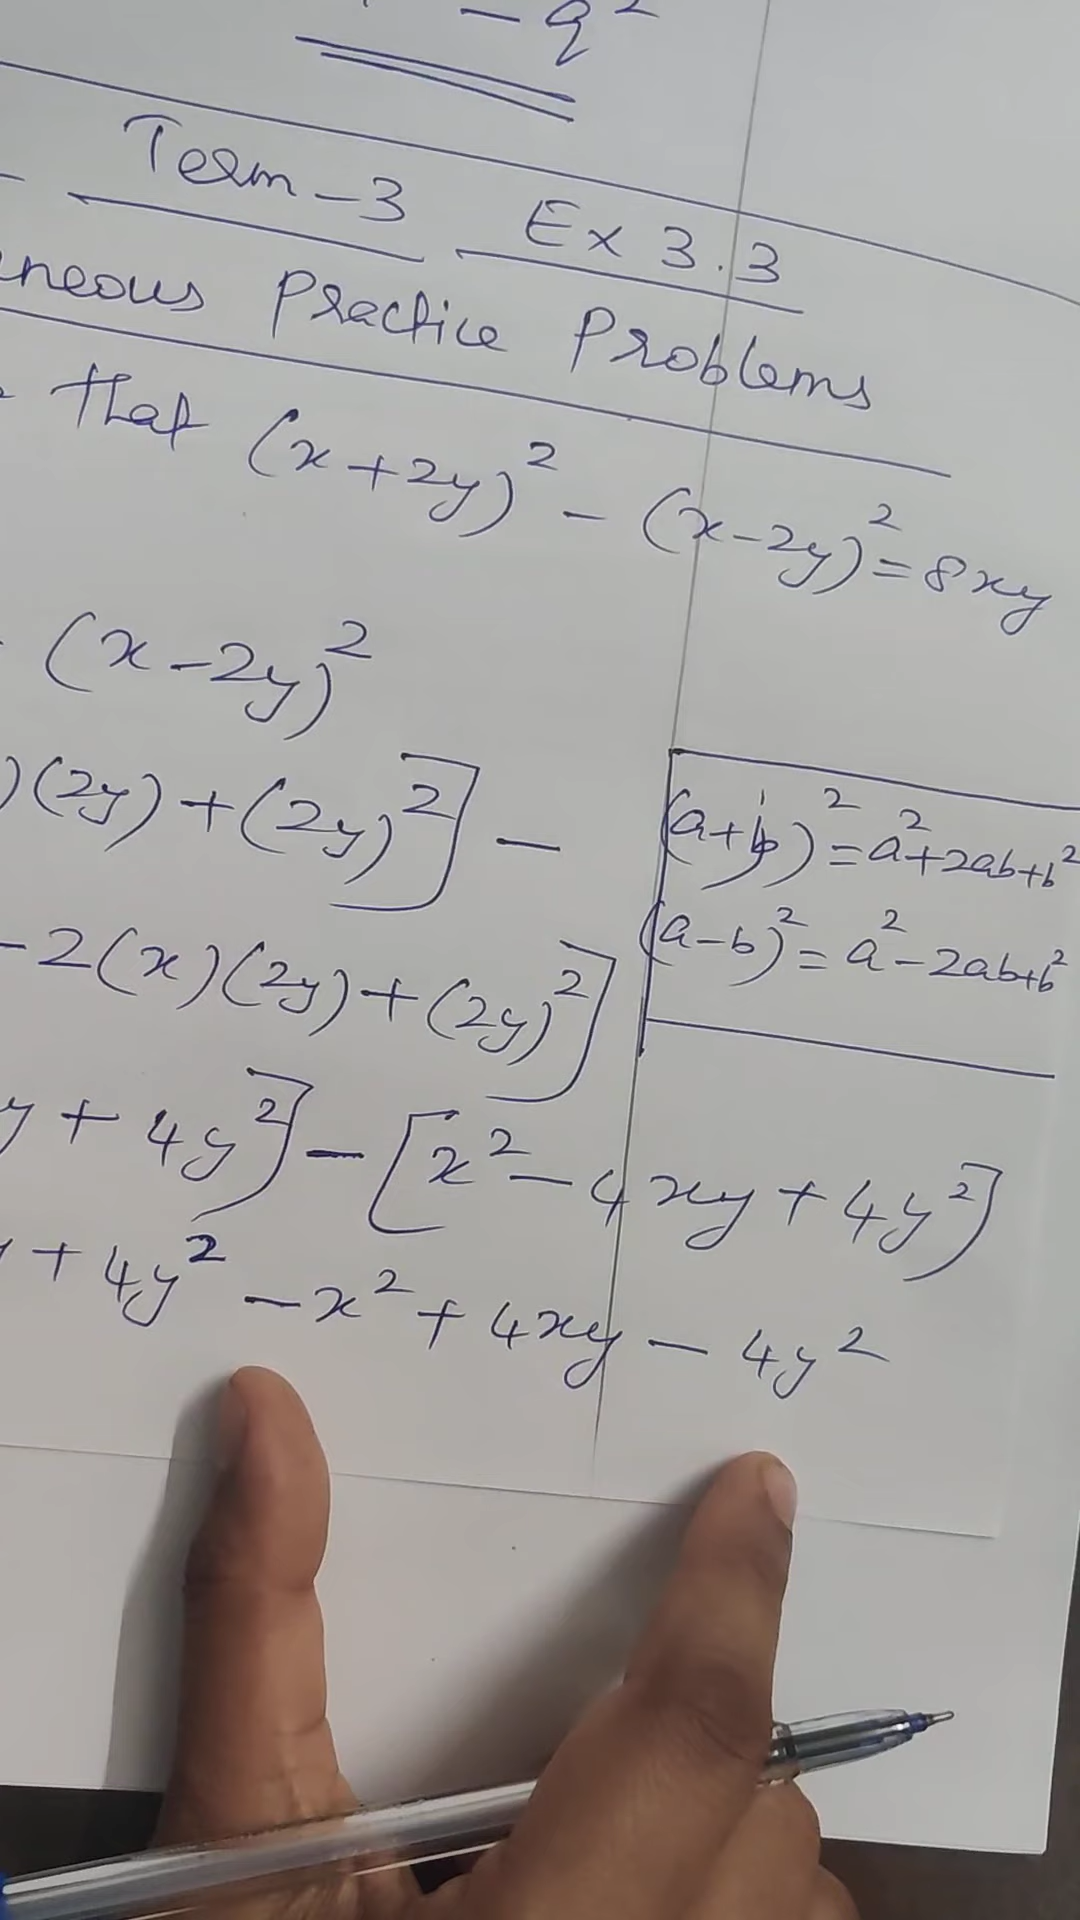 - q²
Term-3 Ex 3.3
neous Practice Problems
that (x+2y)² - (x-2y)² = 8xy
(x-2y)²
)(2y) + (2y)²] -
-2(x)(2y) + (2y)²]
y + 4y²] - [x² - 4xy + 4y²]
+ 4y² - x² + 4xy - 4y²
(a+b)² = a²+2ab+b²
(a-b)² = a²-2ab+b²